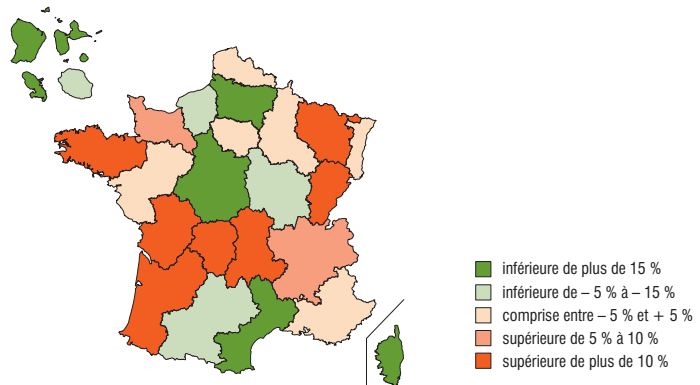 inférieure de plus de 15 %
inférieure de – 5 % à – 15 %
comprise entre – 5 % et + 5 %
supérieure de 5 % à 10 %
supérieure de plus de 10 %